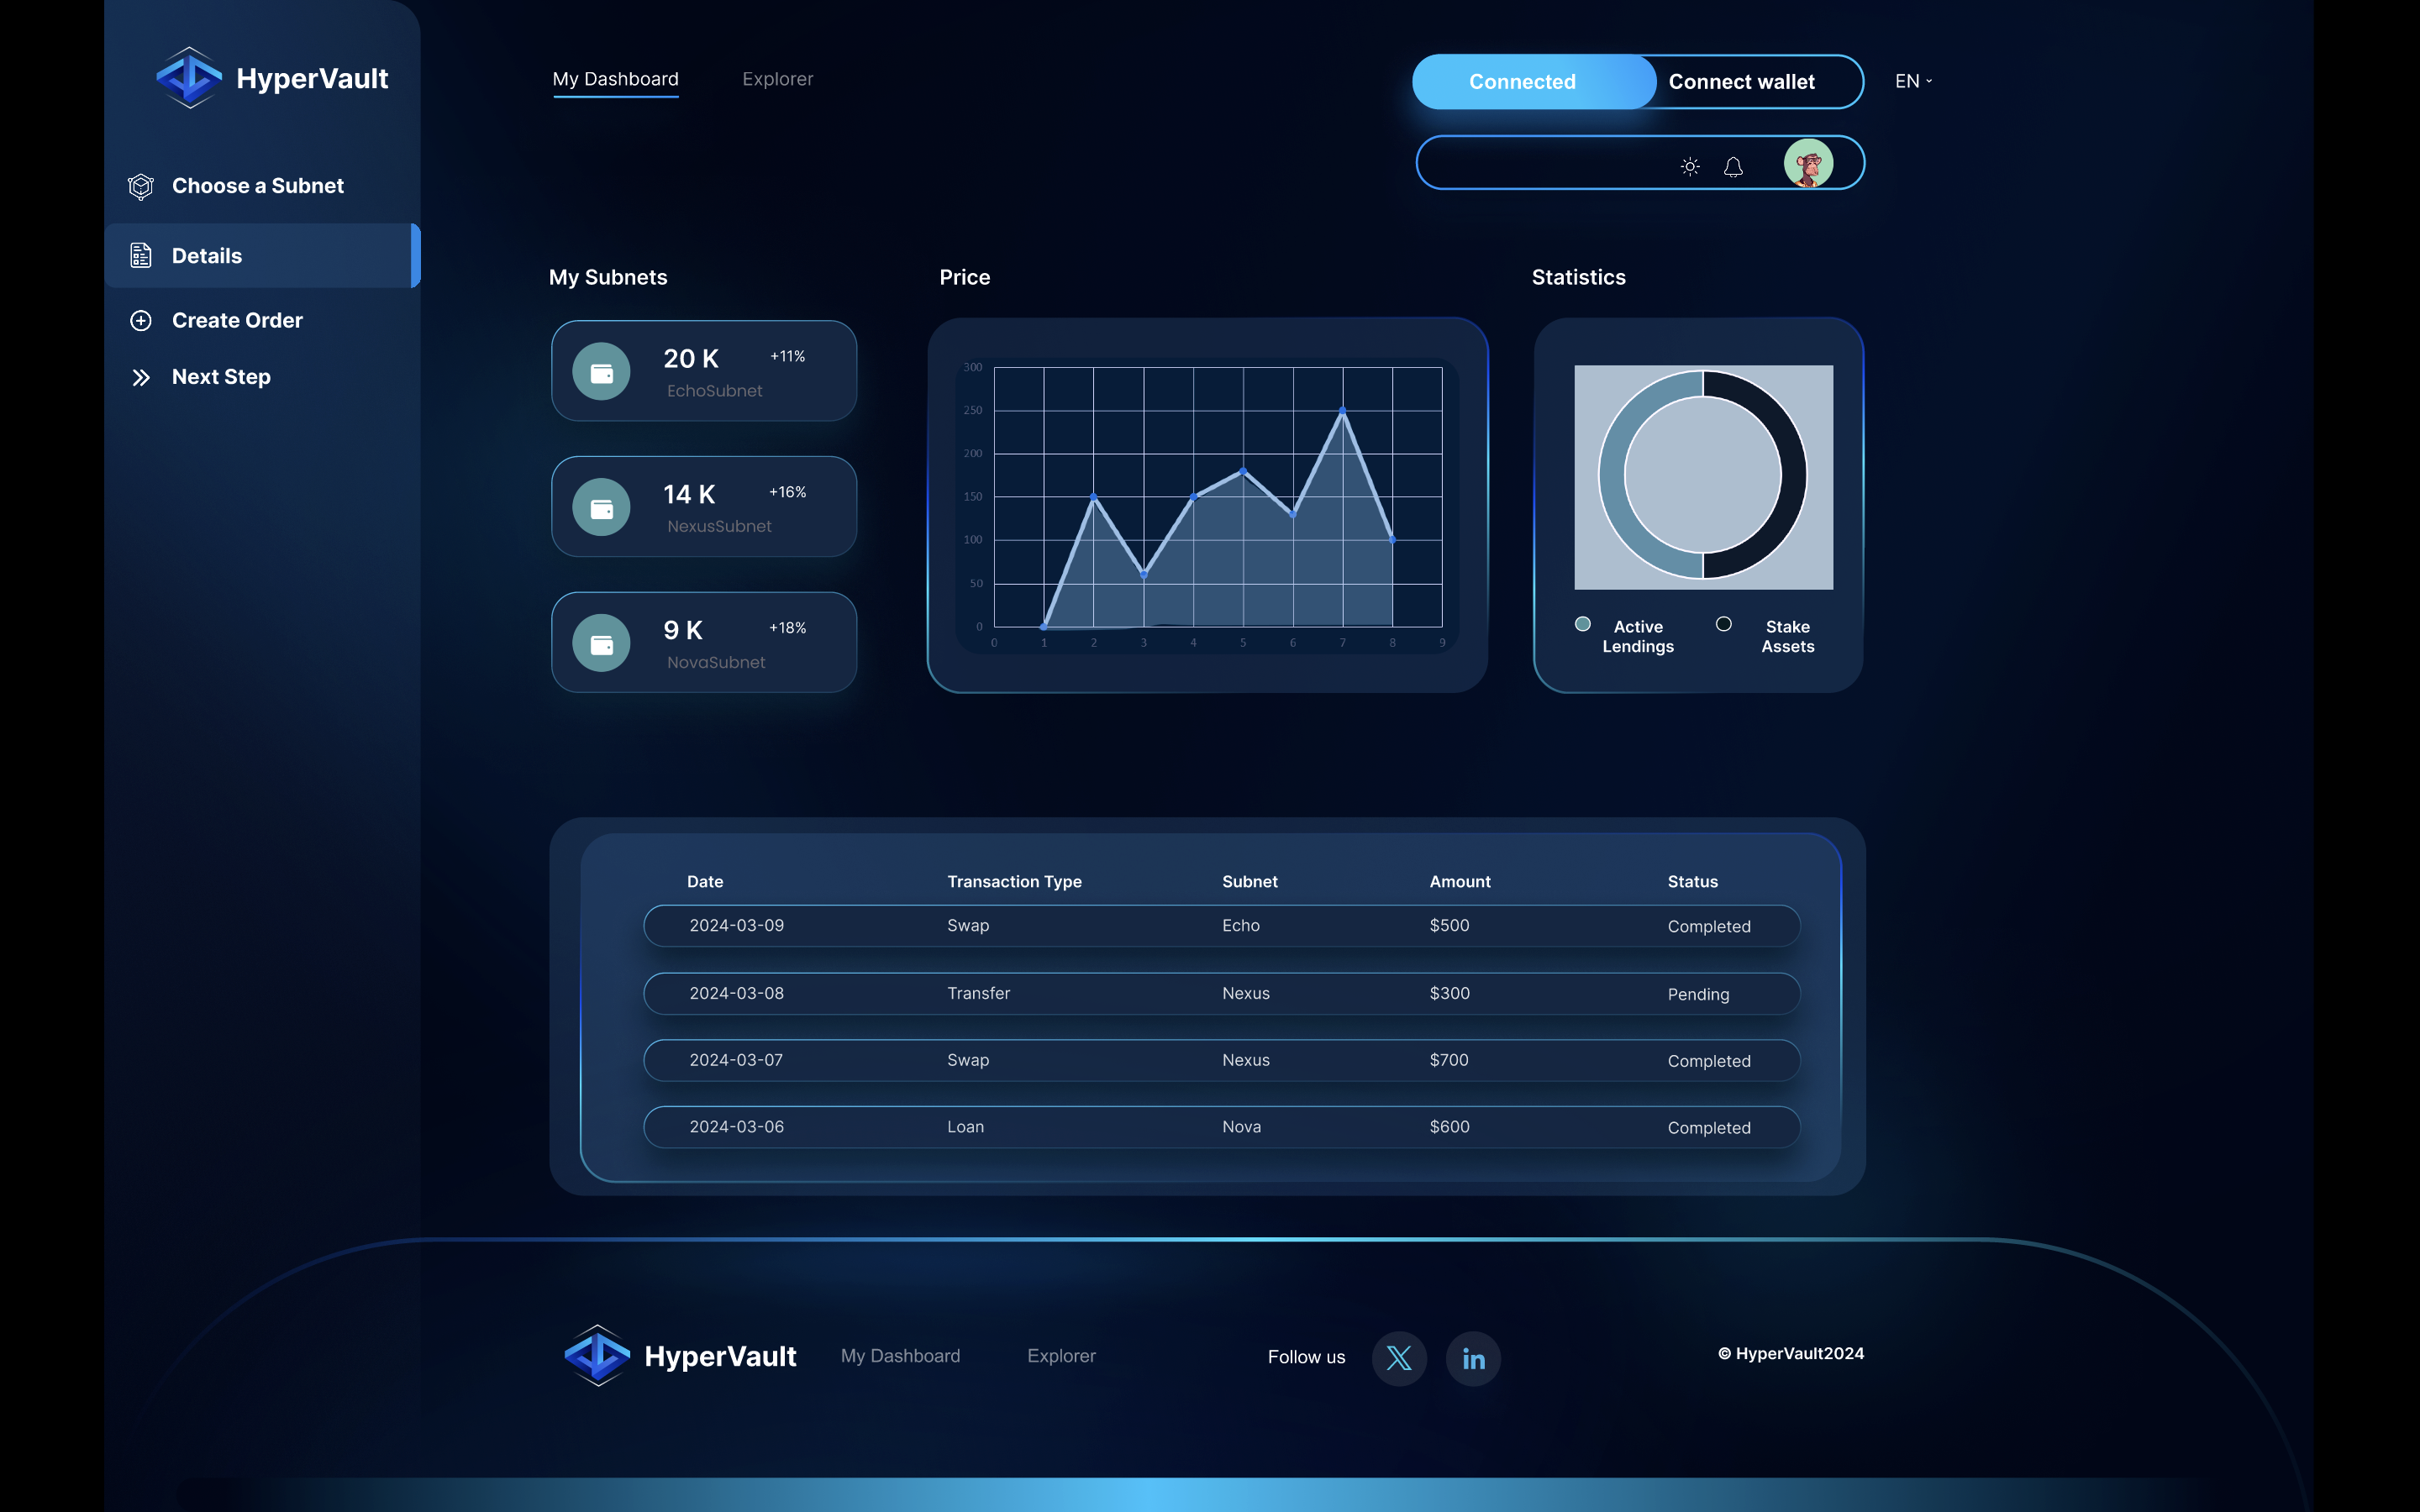 HyperVault
My Dashboard
Explorer
Connected
Connect wallet
EN
Choose a Subnet
Details
Create Order
Next Step
My Subnets
20 K
+11%
EchoSubnet
14 K
+16%
NexusSubnet
9 K
+18%
NovaSubnet
Price
300
250
200
150
100
50
0
0 1 2 3 4 5 6 7 8 9
Statistics
Active
Lendings
Stake
Assets
Date Transaction Type Subnet Amount Status
2024-03-09 Swap Echo $500 Completed
2024-03-08 Transfer Nexus $300 Pending
2024-03-07 Swap Nexus $700 Completed
2024-03-06 Loan Nova $600 Completed
HyperVault
My Dashboard
Explorer
Follow us
in
© HyperVault2024